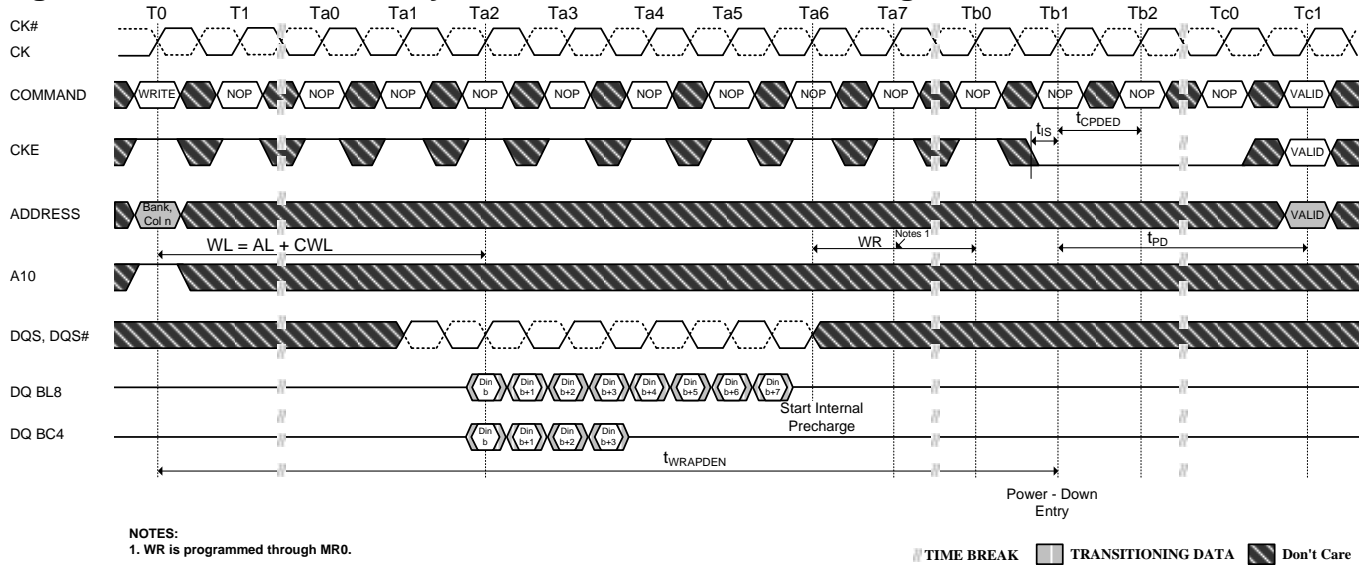 T0 T1 Ta0 Ta1 Ta2 Ta3 Ta4 Ta5 Ta6 Ta7 Tb0 Tb1 Tb2 Tc0 Tc1
CK#
CK
COMMAND WRITE NOP NOP NOP NOP NOP NOP NOP NOP NOP NOP NOP NOP NOP VALID
tIS tCPDED
CKE VALID
ADDRESS Bank, Col n VALID
WL = AL + CWL WR Notes 1 tPD
A10
DQS, DQS#
DQ BL8 Din b Din b+1 Din b+2 Din b+3 Din b+4 Din b+5 Din b+6 Din b+7
Start Internal
Precharge
DQ BC4 Din b Din b+1 Din b+2 Din b+3
tWRAPDEN
Power - Down
Entry
NOTES:
1. WR is programmed through MR0.
TIME BREAK TRANSITIONING DATA Don't Care